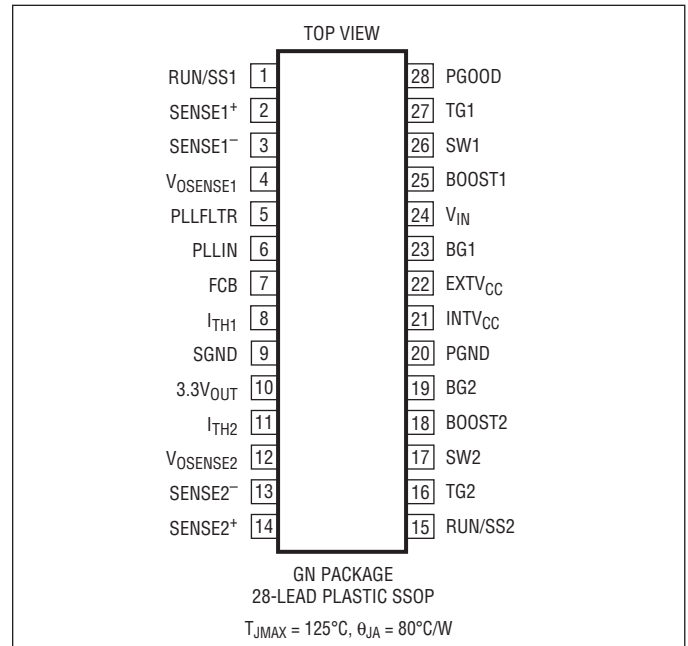 TOP VIEW
RUN/SS1 1 28 PGOOD
SENSE1⁺ 2 27 TG1
SENSE1⁻ 3 26 SW1
VOSENSE1 4 25 BOOST1
PLLFLTR 5 24 VIN
PLLIN 6 23 BG1
FCB 7 22 EXTVCC
ITH1 8 21 INTVCC
SGND 9 20 PGND
3.3VOUT 10 19 BG2
ITH2 11 18 BOOST2
VOSENSE2 12 17 SW2
SENSE2⁻ 13 16 TG2
SENSE2⁺ 14 15 RUN/SS2
GN PACKAGE
28-LEAD PLASTIC SSOP
TJMAX = 125°C, θJA = 80°C/W